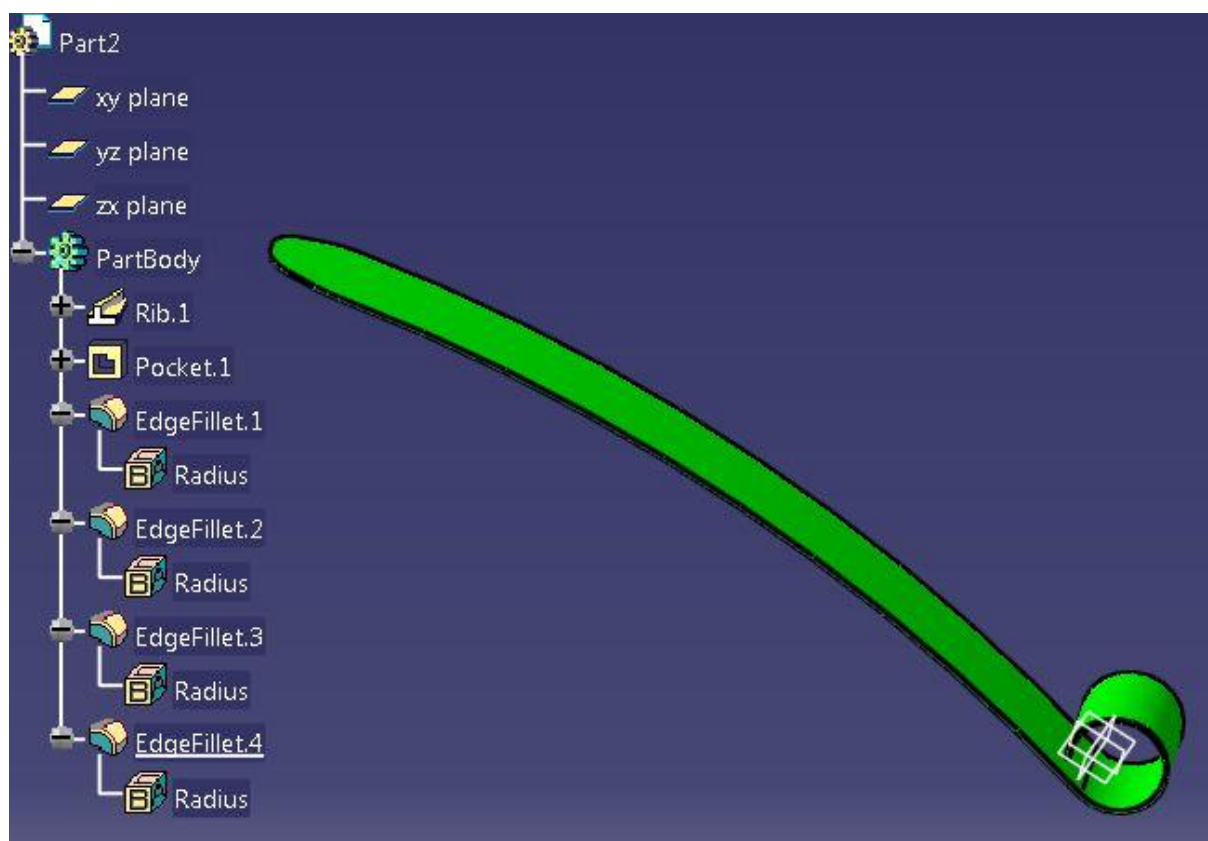 Part2
xy plane
yz plane
zx plane
PartBody
Rib.1
Pocket.1
EdgeFillet.1
Radius
EdgeFillet.2
Radius
EdgeFillet.3
Radius
EdgeFillet.4
Radius